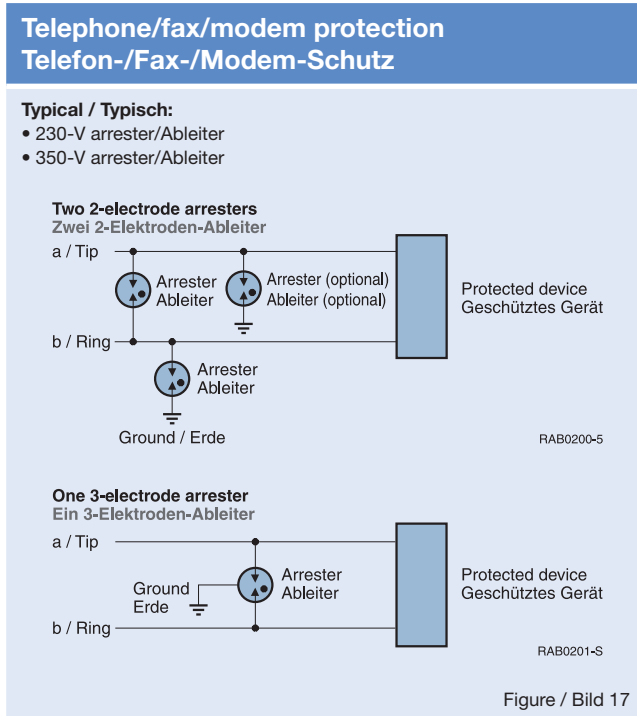 Telephone/fax/modem protection
Telefon-/Fax-/Modem-Schutz
Typical / Typisch:
• 230-V arrester/Ableiter
• 350-V arrester/Ableiter
Two 2-electrode arresters
Zwei 2-Elektroden-Ableiter
a / Tip
Arrester
Ableiter
Arrester (optional)
Ableiter (optional)
Protected device
Geschütztes Gerät
b / Ring
Arrester
Ableiter
Ground / Erde
RAB0200-5
One 3-electrode arrester
Ein 3-Elektroden-Ableiter
a / Tip
Ground
Erde
Arrester
Ableiter
Protected device
Geschütztes Gerät
b / Ring
RAB0201-S
Figure / Bild 17